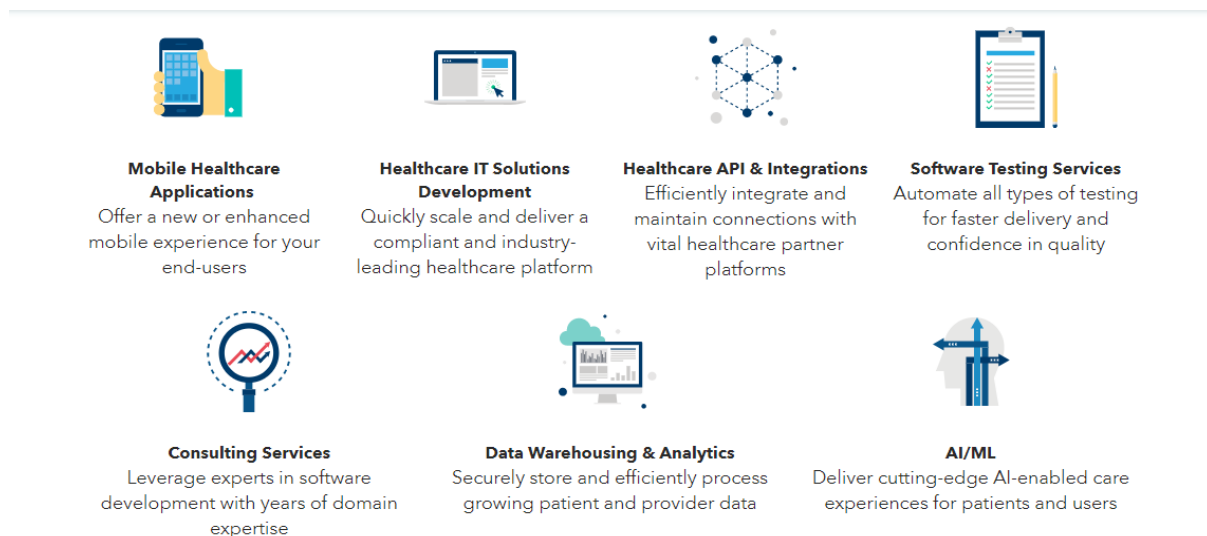 Mobile Healthcare
Applications
Offer a new or enhanced
mobile experience for your
end-users
Healthcare IT Solutions
Development
Quickly scale and deliver a
compliant and industry-
leading healthcare platform
Healthcare API & Integrations
Efficiently integrate and
maintain connections with
vital healthcare partner
platforms
Software Testing Services
Automate all types of testing
for faster delivery and
confidence in quality
Consulting Services
Leverage experts in software
development with years of domain
expertise
Data Warehousing & Analytics
Securely store and efficiently process
growing patient and provider data
AI/ML
Deliver cutting-edge AI-enabled care
experiences for patients and users